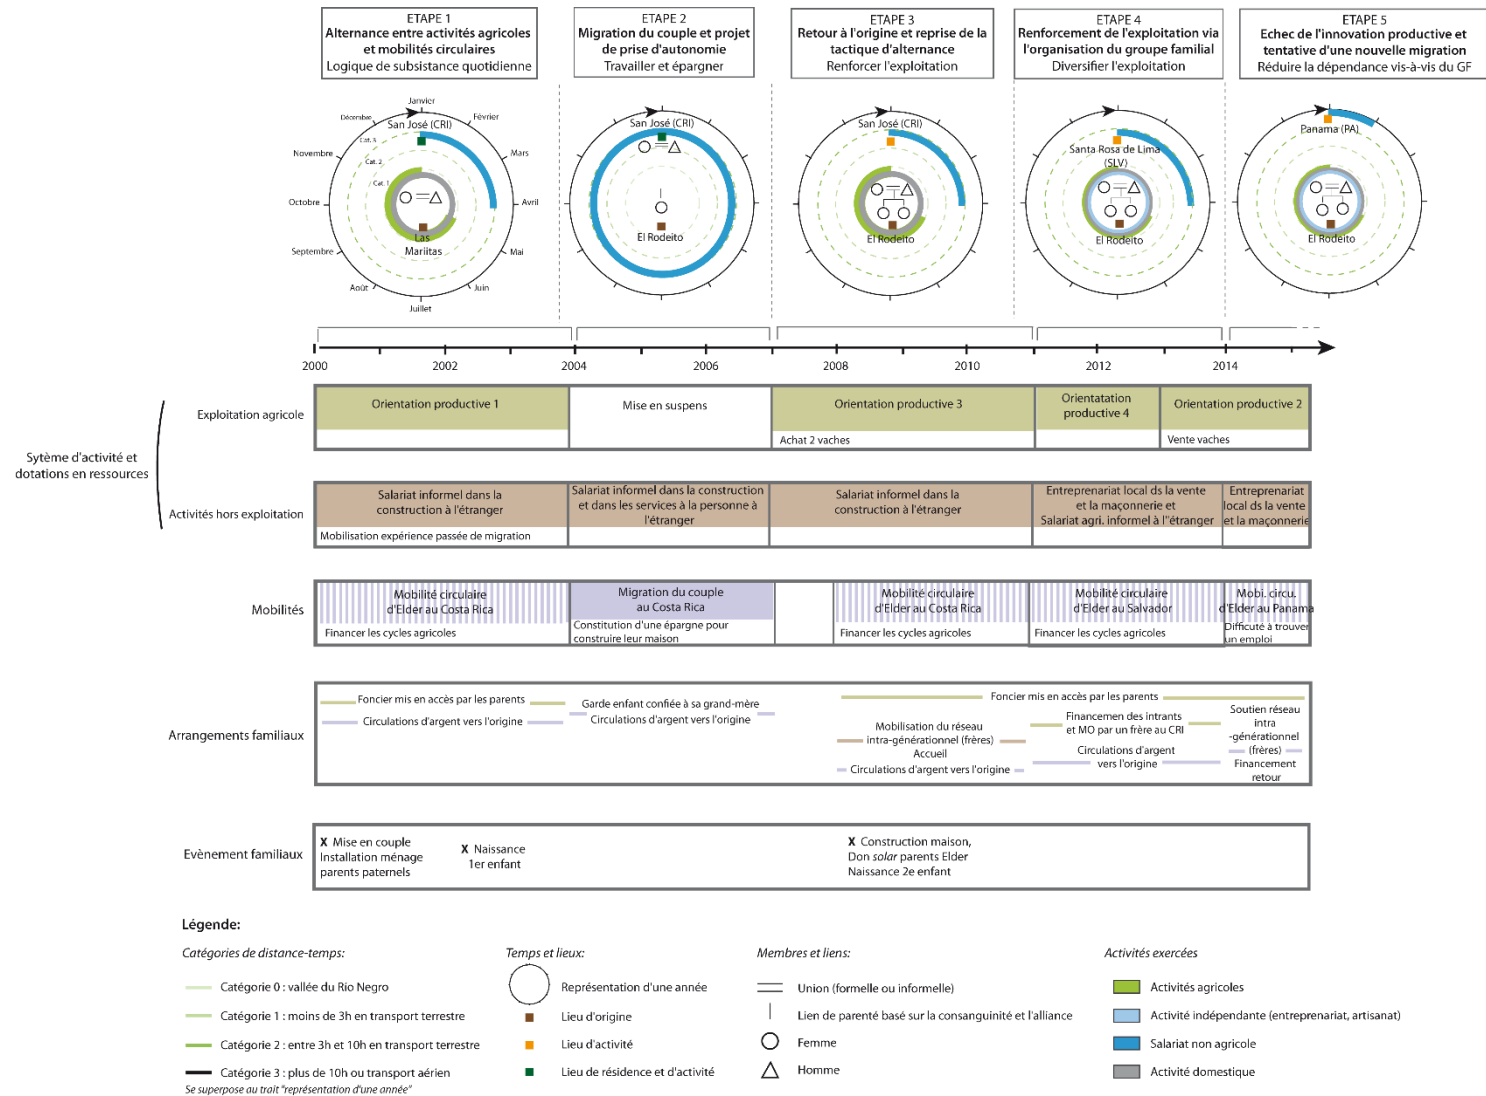 ETAPE 1
Alternance entre activités agricoles
et mobilités circulaires
Logique de subsistance quotidienne
ETAPE 2
Migration du couple et projet
de prise d'autonomie
Travailler et épargner
ETAPE 3
Retour à l'origine et reprise de la
tactique d'alternance
Renforcer l'exploitation
ETAPE 4
Renforcement de l'exploitation via
l'organisation du groupe familial
Diversifier l'exploitation
ETAPE 5
Echec de l'innovation productive et
tentative d'une nouvelle migration
Réduire la dépendance vis-à-vis du GF
Janvier
Février
Mars
Avril
Mai
Juin
Juillet
Août
Septembre
Octobre
Novembre
Décembre
San José (CRI)
Cat. 3
Cat. 2
Cat. 1
Las
Mariitas
San José (CRI)
El Rodeito
San José (CRI)
El Rodeito
Santa Rosa de Lima
(SLV)
El Rodeito
Panama (PA)
El Rodeito
2000
2002
2004
2006
2008
2010
2012
2014
Sytème d'activité et
dotations en ressources
Exploitation agricole
Orientation productive 1
Mise en suspens
Orientation productive 3
Achat 2 vaches
Orientatation
productive 4
Orientation productive 2
Vente vaches
Activités hors exploitation
Salariat informel dans la
construction à l'étranger
Mobilisation expérience passée de migration
Salariat informel dans la construction
et dans les services à la personne à
l'étranger
Salariat informel dans la
construction à l'étranger
Entreprenariat local ds la vente
et la maçonnerie et
Salariat agri. informel à l''étranger
Entreprenariat
local ds la vente
et la maçonnerie
Mobilités
Mobilité circulaire
d'Elder au Costa Rica
Financer les cycles agricoles
Migration du couple
au Costa Rica
Constitution d'une épargne pour
construire leur maison
Mobilité circulaire
d'Elder au Costa Rica
Financer les cycles agricoles
Mobilité circulaire
d'Elder au Salvador
Financer les cycles agricoles
Mobi. circu.
d'Elder au Panama
Difficuté à trouver
un emploi
Arrangements familiaux
Foncier mis en accès par les parents
Circulations d'argent vers l'origine
Garde enfant confiée à sa grand-mère
Circulations d'argent vers l'origine
Foncier mis en accès par les parents
Mobilisation du réseau
intra-générationnel (frères)
Accueil
Circulations d'argent vers l'origine
Financemen des intrants
et MO par un frère au CRI
Circulations d'argent
vers l'origine
Soutien réseau
intra
-générationnel
(frères)
Financement
retour
Evènement familiaux
X Mise en couple
Installation ménage
parents paternels
X Naissance
1er enfant
X Construction maison,
Don solar parents Elder
Naissance 2e enfant
Légende:
Catégories de distance-temps:
Catégorie 0 : vallée du Rio Negro
Catégorie 1 : moins de 3h en transport terrestre
Catégorie 2 : entre 3h et 10h en transport terrestre
Catégorie 3 : plus de 10h ou transport aérien
Se superpose au trait "représentation d'une année"
Temps et lieux:
Représentation d'une année
Lieu d'origine
Lieu d'activité
Lieu de résidence et d'activité
Membres et liens:
Union (formelle ou informelle)
Lien de parenté basé sur la consanguinité et l'alliance
Femme
Homme
Activités exercées
Activités agricoles
Activité indépendante (entreprenariat, artisanat)
Salariat non agricole
Activité domestique